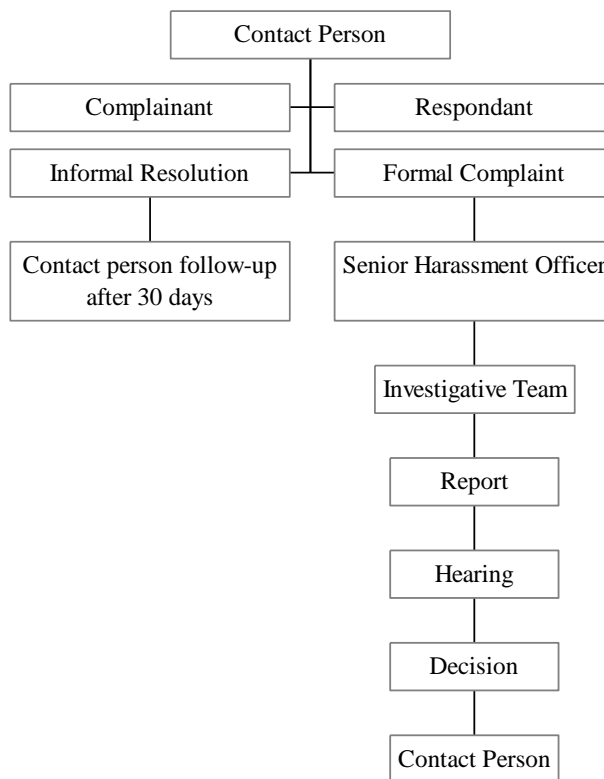 Contact Person
Complainant
Respondant
Informal Resolution
Formal Complaint
Contact person follow-up
after 30 days
Senior Harassment Officer
Investigative Team
Report
Hearing
Decision
Contact Person